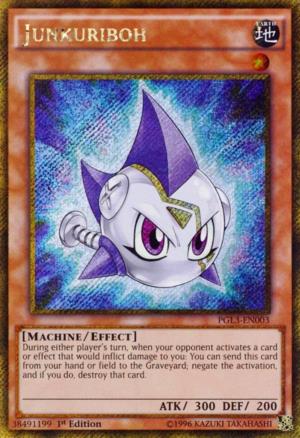 JUNKURIBOH
EARTH
地
PGL3-EN003
[MACHINE/EFFECT]
During either player's turn, when your opponent activates a card
or effect that would inflict damage to you: You can send this card
from your hand or field to the Graveyard; negate the activation,
and if you do, destroy that card.
ATK/ 300 DEF/ 200
38491199 1st Edition ©1996 KAZUKI TAKAHASHI